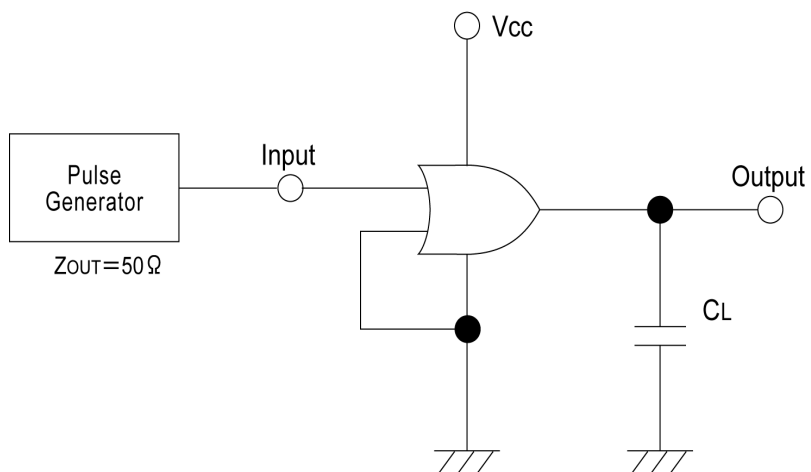 Vcc
Pulse
Generator
Input
Output
ZOUT=50Ω
CL